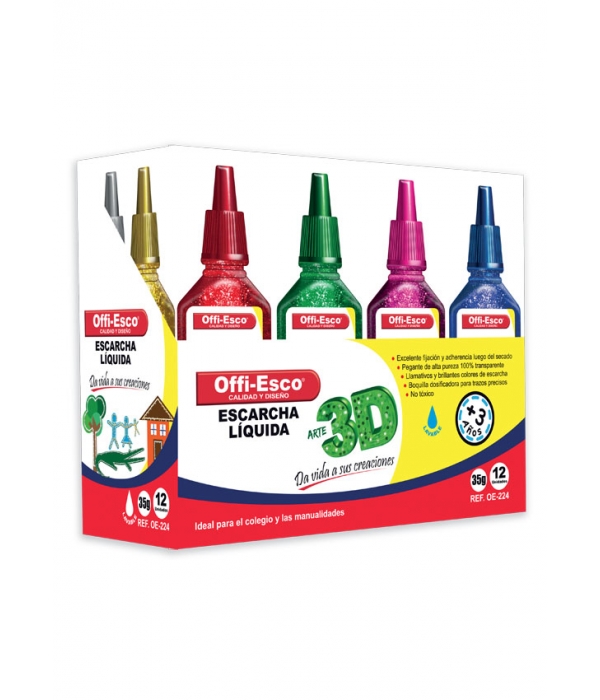 Offi-Esco®
CALIDAD Y DISEÑO
ESCARCHA
LÍQUIDA
Da vida a sus creaciones
LAVABLE
35g
12
Unidades
REF. OE-224
Offi-Esco
CALIDAD Y DISEÑO
Offi-Esco
CALIDAD Y DISEÑO
Offi-Esco
CALIDAD Y DISEÑO
Offi-Esco
CALIDAD Y DISEÑO
Offi-Esco®
CALIDAD Y DISEÑO
ESCARCHA
LÍQUIDA
ARTE 3D
Da vida a sus creaciones
• Excelente fijación y adherencia luego del secado
• Pegante de alta pureza 100% transparente
• Llamativos y brillantes colores de escarcha
• Boquilla dosificadora para trazos precisos
• No tóxico
LAVABLE
+3
AÑOS
35g
12
Unidades
REF. OE-224
Ideal para el colegio y las manualidades